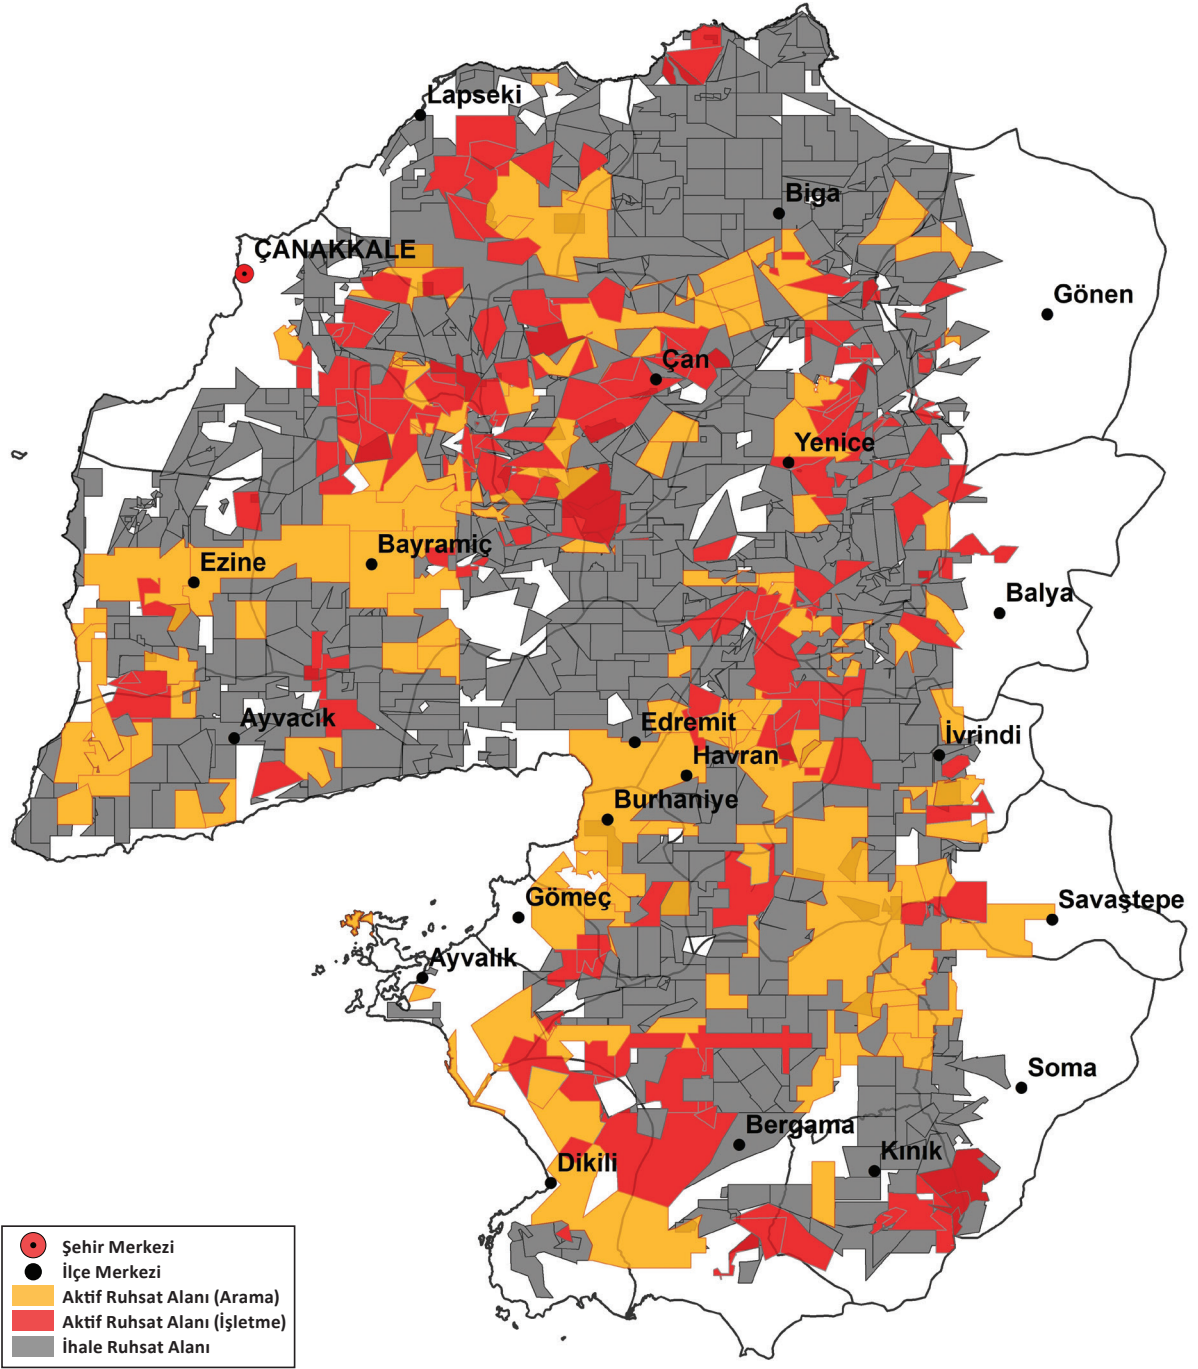 Lapseki
Biga
ÇANAKKALE
Gönen
Çan
Yenice
Bayramiç
Ezine
Balya
Ayvacık
Edremit
İvrindi
Havran
Burhaniye
Gömeç
Savaştepe
Ayvalık
Soma
Bergama
Kınık
Dikili
Şehir Merkezi
İlçe Merkezi
Aktif Ruhsat Alanı (Arama)
Aktif Ruhsat Alanı (İşletme)
İhale Ruhsat Alanı